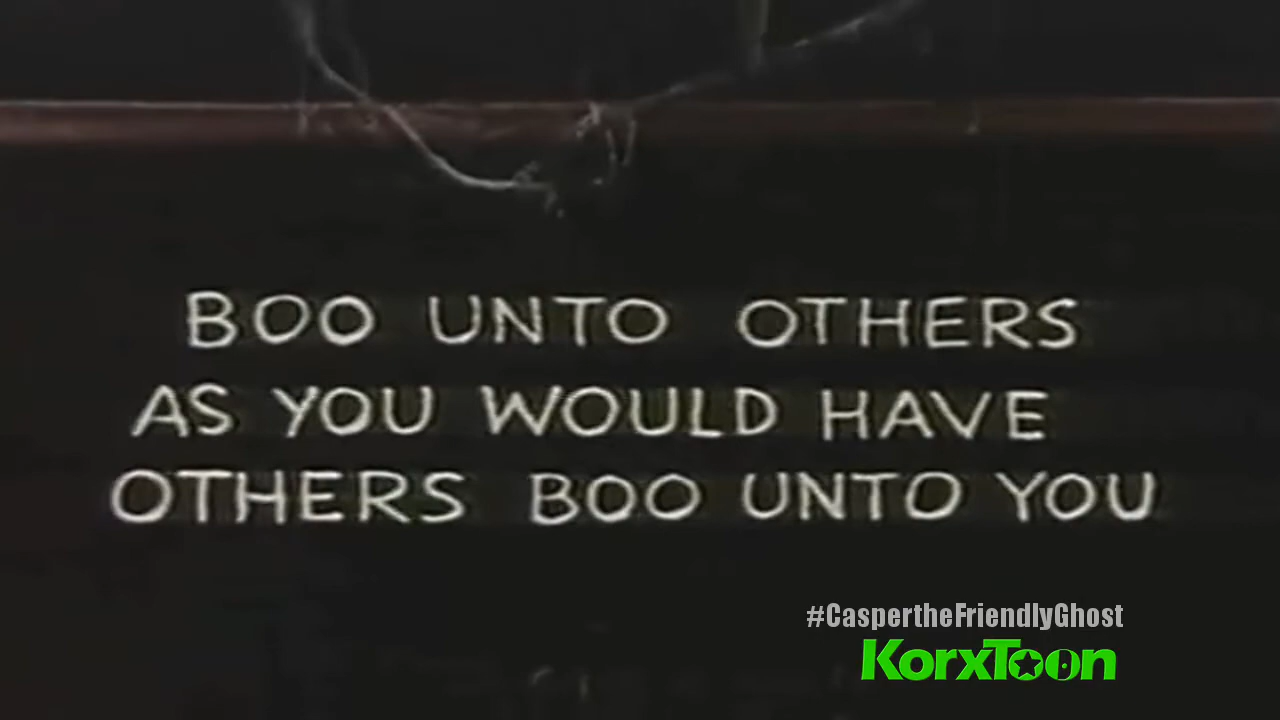 BOO UNTO OTHERS
AS YOU WOULD HAVE
OTHERS BOO UNTO YOU
#CaspertheFriendlyGhost
KorxToon